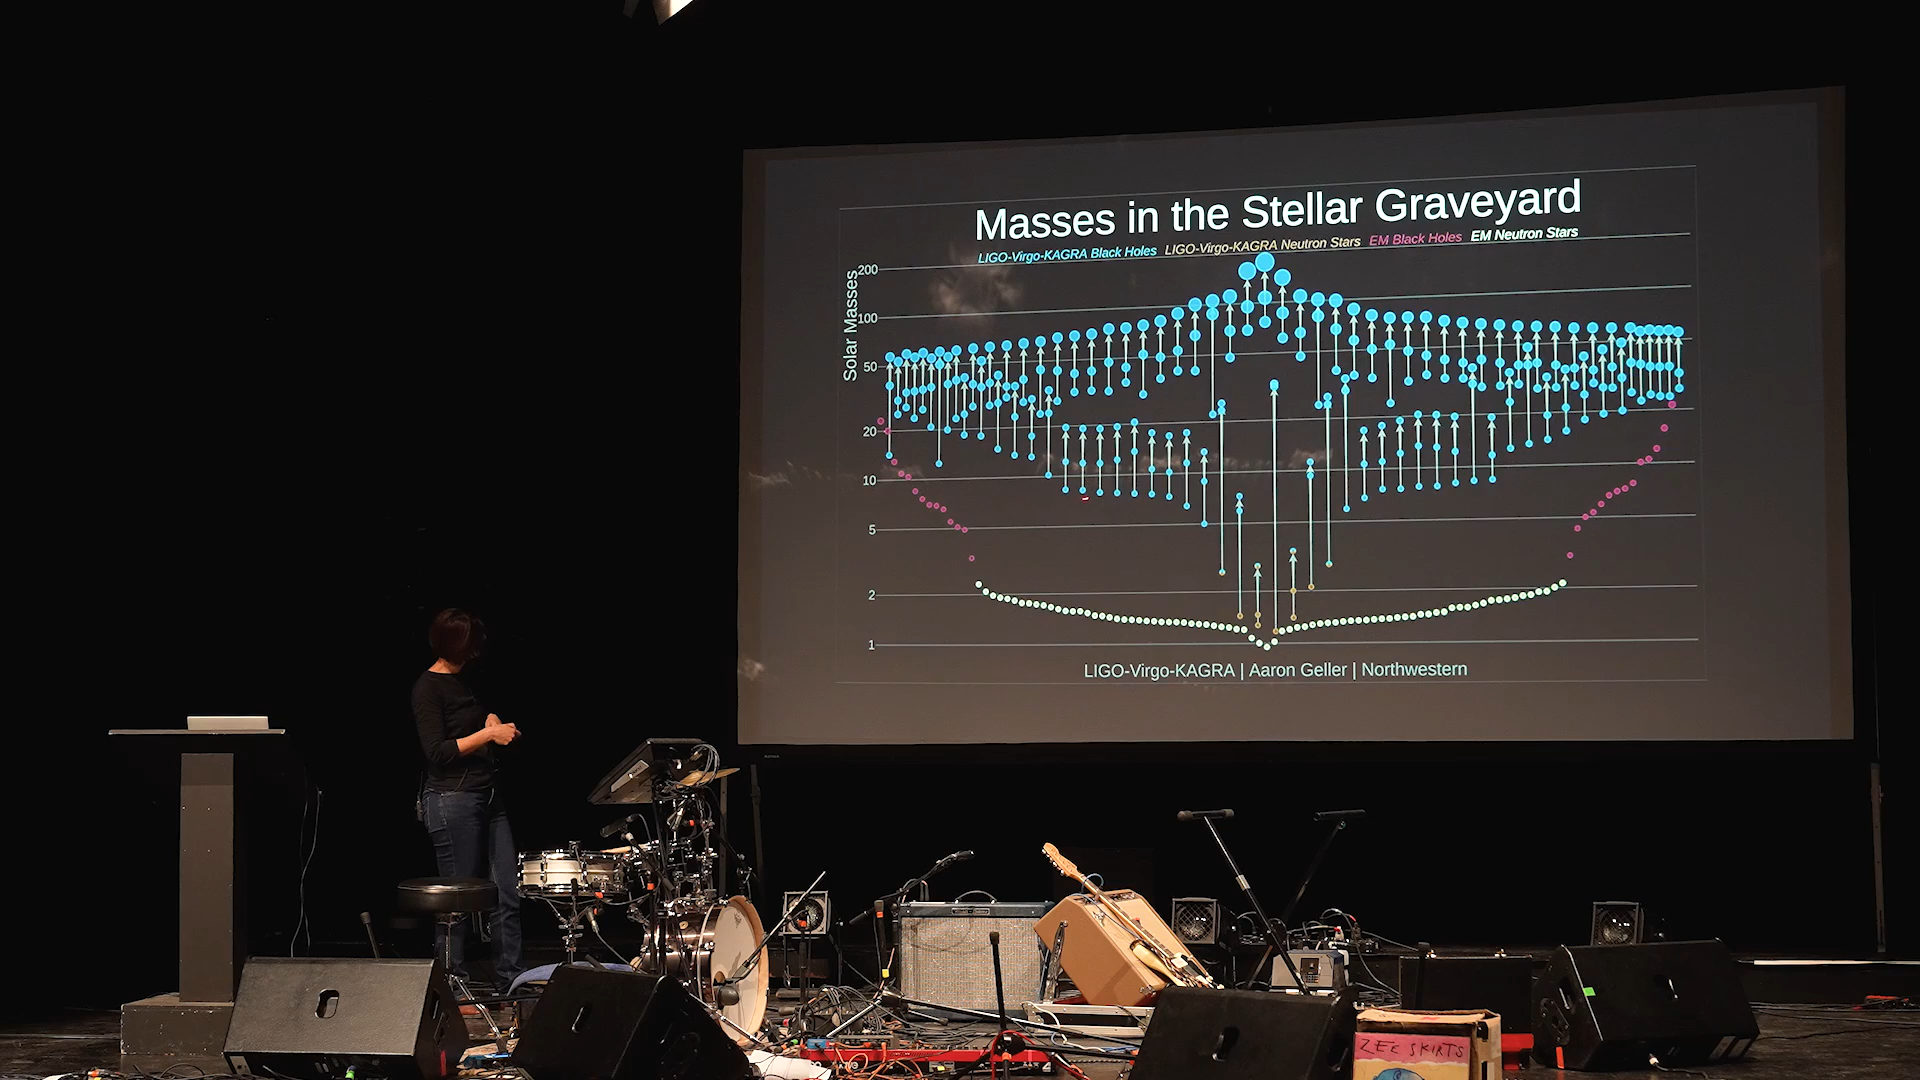 Masses in the Stellar Graveyard
LIGO-Virgo-KAGRA Black Holes LIGO-Virgo-KAGRA Neutron Stars EM Black Holes EM Neutron Stars
Solar Masses
200
100
50
20
10
5
2
1
LIGO-Virgo-KAGRA | Aaron Geller | Northwestern
ZEE SKIRTS